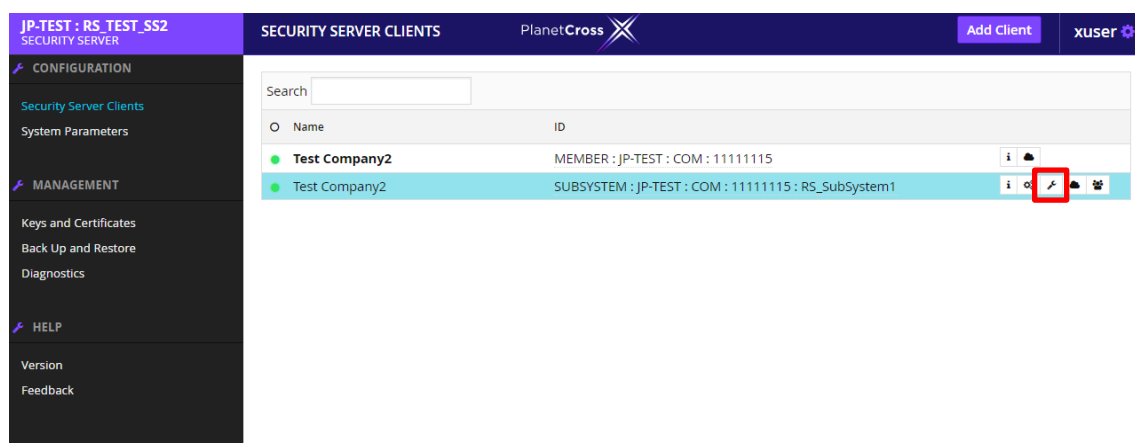 JP-TEST : RS_TEST_SS2
SECURITY SERVER
SECURITY SERVER CLIENTS
PlanetCross
Add Client
xuser
CONFIGURATION
Security Server Clients
System Parameters
MANAGEMENT
Keys and Certificates
Back Up and Restore
Diagnostics
HELP
Version
Feedback
Search
Name ID
Test Company2 MEMBER : JP-TEST : COM : 11111115
Test Company2 SUBSYSTEM : JP-TEST : COM : 11111115 : RS_SubSystem1